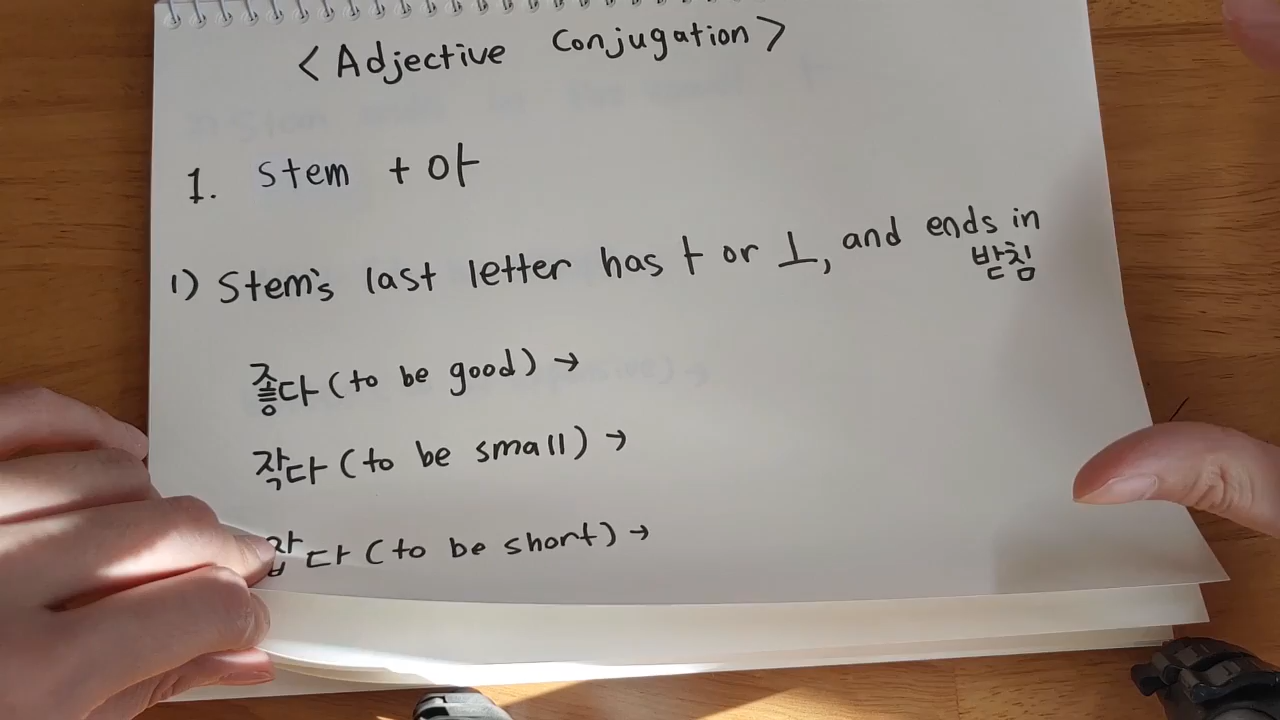 <Adjective Conjugation>
1. Stem + 아
1) Stem's last letter has ㅏ or ㅗ, and ends in
받침
좋다 (to be good) →
작다 (to be small) →
(to be short) →